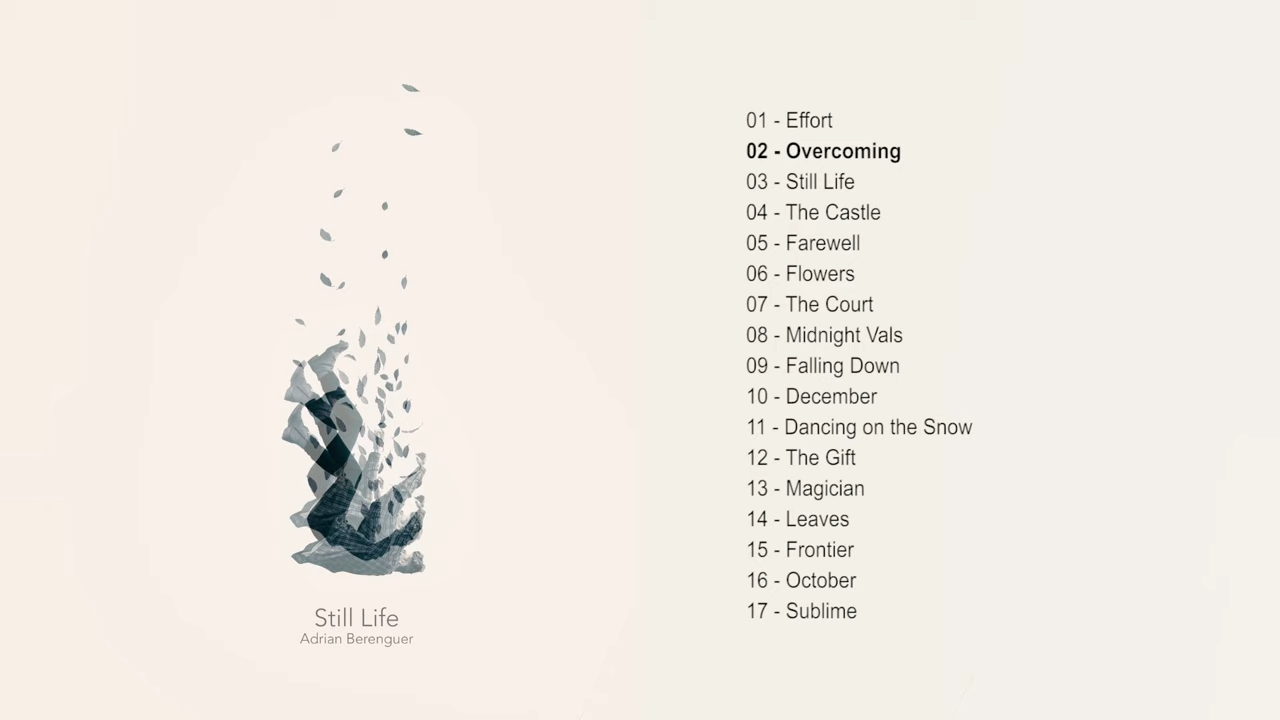 Still Life
Adrian Berenguer
01 - Effort
02 - Overcoming
03 - Still Life
04 - The Castle
05 - Farewell
06 - Flowers
07 - The Court
08 - Midnight Vals
09 - Falling Down
10 - December
11 - Dancing on the Snow
12 - The Gift
13 - Magician
14 - Leaves
15 - Frontier
16 - October
17 - Sublime